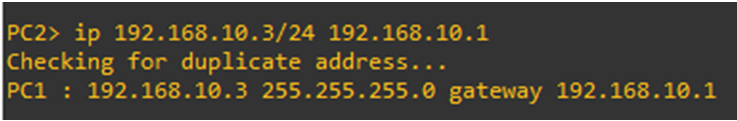 PC2> ip 192.168.10.3/24 192.168.10.1
Checking for duplicate address...
PC1 : 192.168.10.3 255.255.255.0 gateway 192.168.10.1